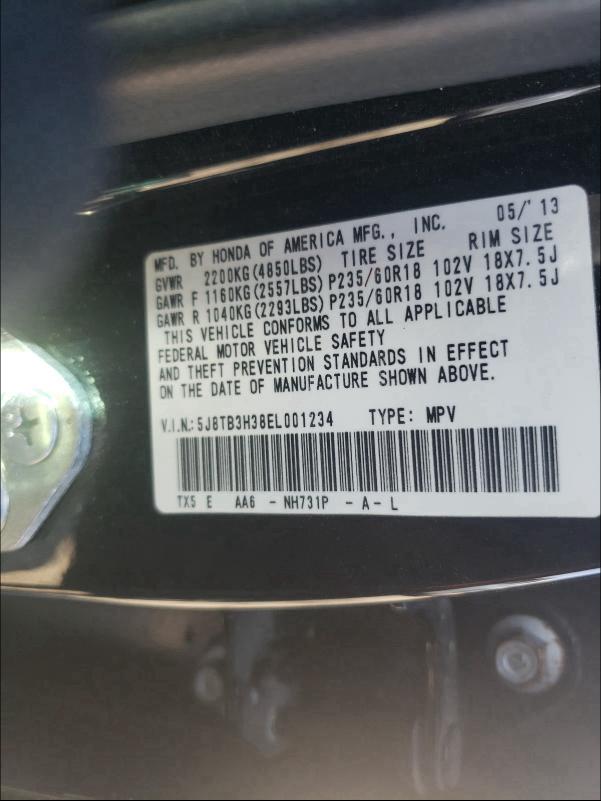 MFD. BY HONDA OF AMERICA MFG., INC. 05/'13
GVWR 2200KG(4850LBS) TIRE SIZE RIM SIZE
GAWR F 1160KG(2557LBS) P235/60R18 102V 18X7.5J
GAWR R 1040KG(2293LBS) P235/60R18 102V 18X7.5J
THIS VEHICLE CONFORMS TO ALL APPLICABLE
FEDERAL MOTOR VEHICLE SAFETY
AND THEFT PREVENTION STANDARDS IN EFFECT
ON THE DATE OF MANUFACTURE SHOWN ABOVE.
V.I.N.: 5J8TB3H38EL001234 TYPE: MPV
TX5 E AA6 - NH731P - A - L